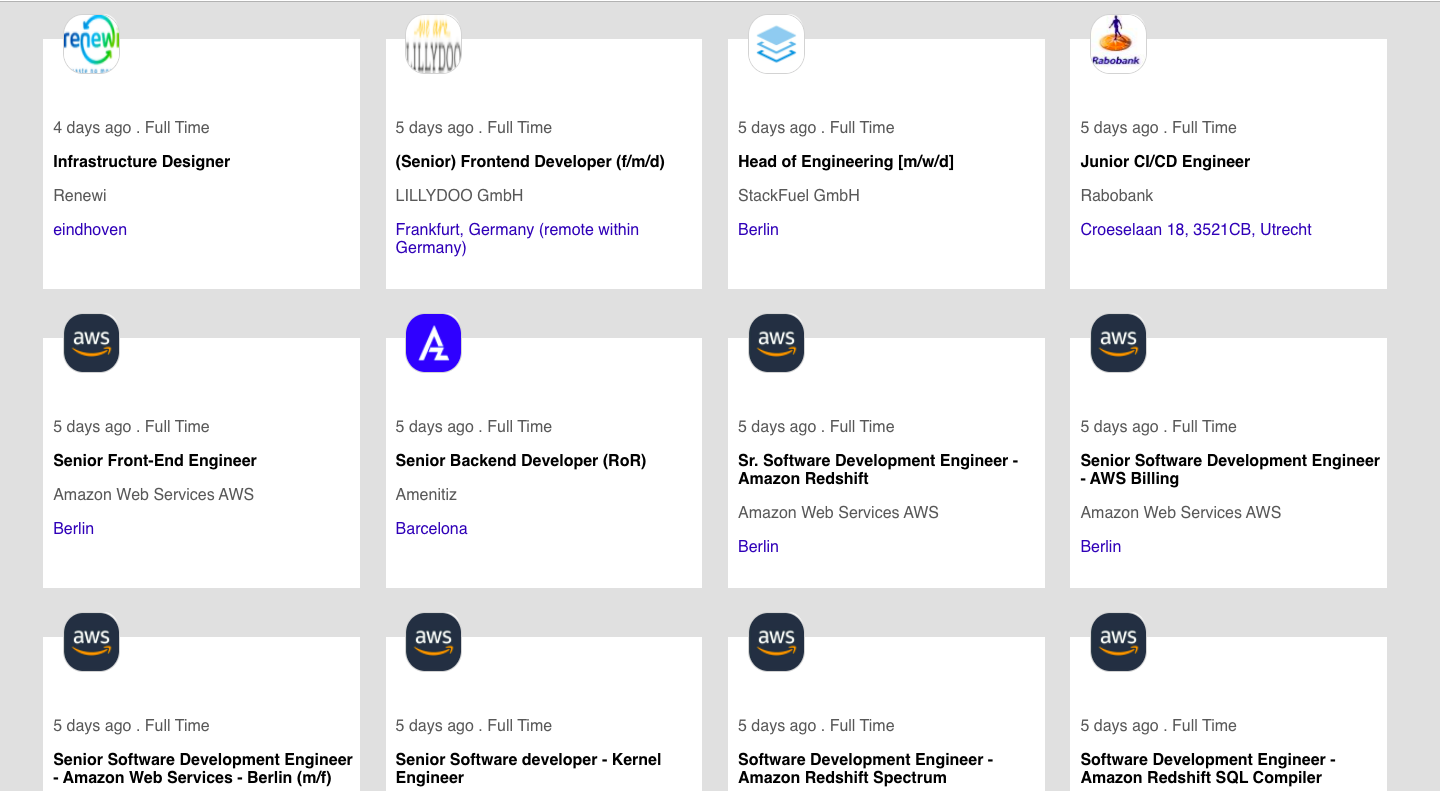 renewi
we are
LILLYDOO
Rabobank
4 days ago . Full Time
Infrastructure Designer
Renewi
eindhoven
5 days ago . Full Time
(Senior) Frontend Developer (f/m/d)
LILLYDOO GmbH
Frankfurt, Germany (remote within
Germany)
5 days ago . Full Time
Head of Engineering [m/w/d]
StackFuel GmbH
Berlin
5 days ago . Full Time
Junior CI/CD Engineer
Rabobank
Croeselaan 18, 3521CB, Utrecht
aws
5 days ago . Full Time
Senior Front-End Engineer
Amazon Web Services AWS
Berlin
AZ
5 days ago . Full Time
Senior Backend Developer (RoR)
Amenitiz
Barcelona
aws
5 days ago . Full Time
Sr. Software Development Engineer -
Amazon Redshift
Amazon Web Services AWS
Berlin
aws
5 days ago . Full Time
Senior Software Development Engineer
- AWS Billing
Amazon Web Services AWS
Berlin
aws
5 days ago . Full Time
Senior Software Development Engineer
- Amazon Web Services - Berlin (m/f)
aws
5 days ago . Full Time
Senior Software developer - Kernel
Engineer
aws
5 days ago . Full Time
Software Development Engineer -
Amazon Redshift Spectrum
aws
5 days ago . Full Time
Software Development Engineer -
Amazon Redshift SQL Compiler